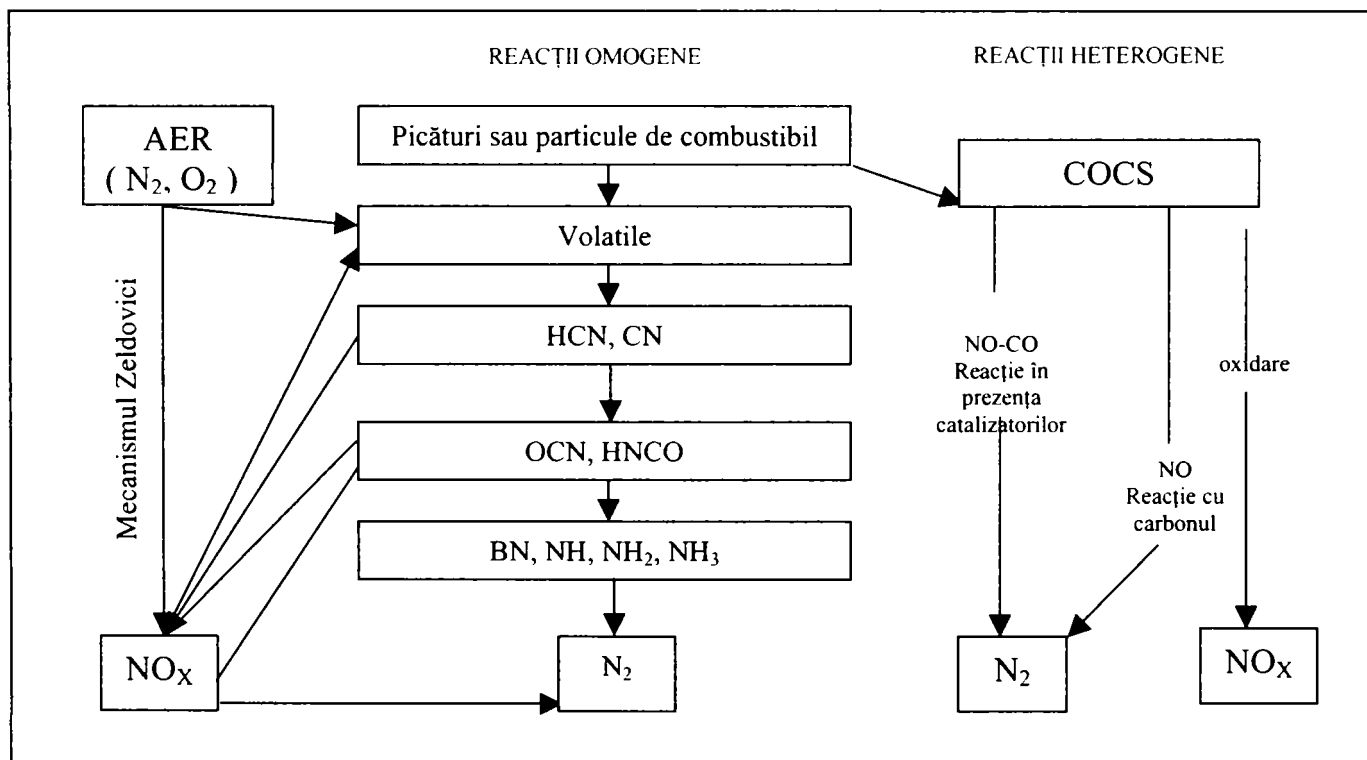 REACȚII OMOGENE
REACȚII HETEROGENE
AER
( N₂, O₂ )
Picături sau particule de combustibil
COCS
Volatile
Mecanismul Zeldovici
HCN, CN
NO-CO
Reacție în
prezența
catalizatorilor
oxidare
OCN, HNCO
NO
Reacție cu
carbonul
BN, NH, NH₂, NH₃
NOX
N₂
N₂
NOX